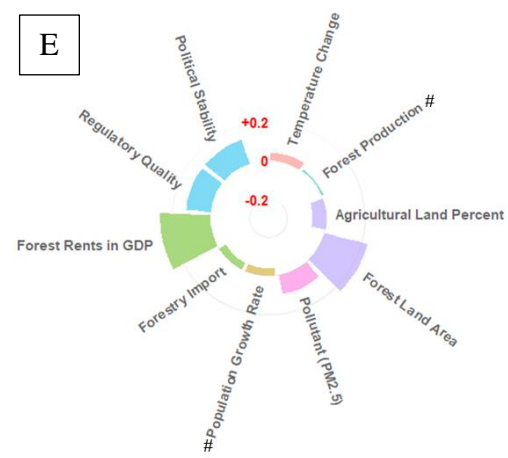 E
Political Stability
Temperature Change
+0.2
0
-0.2
Regulatory Quality
Forest Production #
Agricultural Land Percent
Forest Rents in GDP
Forest Land Area
Forestry Import
Pollutant (PM2.5)
#Population Growth Rate